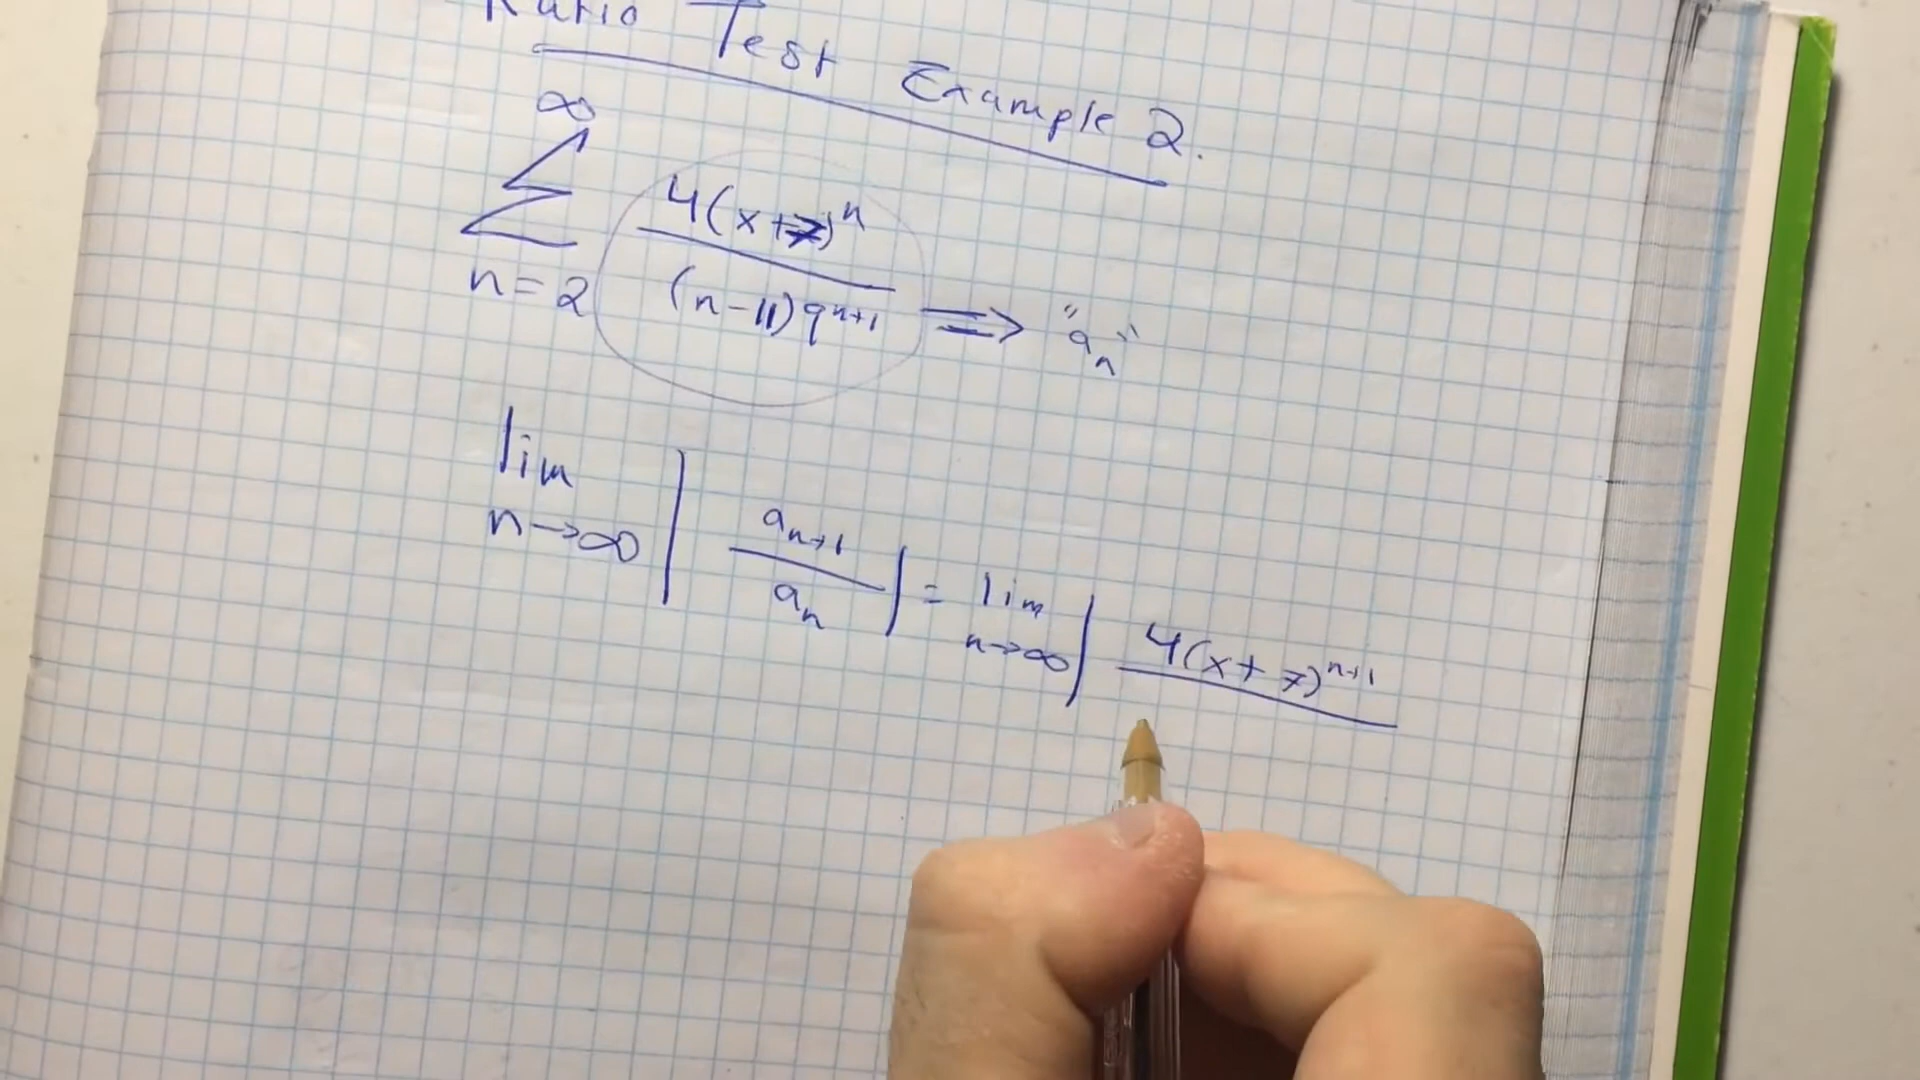 Ratio Test Example 2.
∞
∑ 4(x+7)^n / (n-11)9^{n+1} ⇒ "a_n"
n=2
lim | a_{n+1} / a_n | = lim | 4(x+7)^{n+1}
n→∞ n→∞